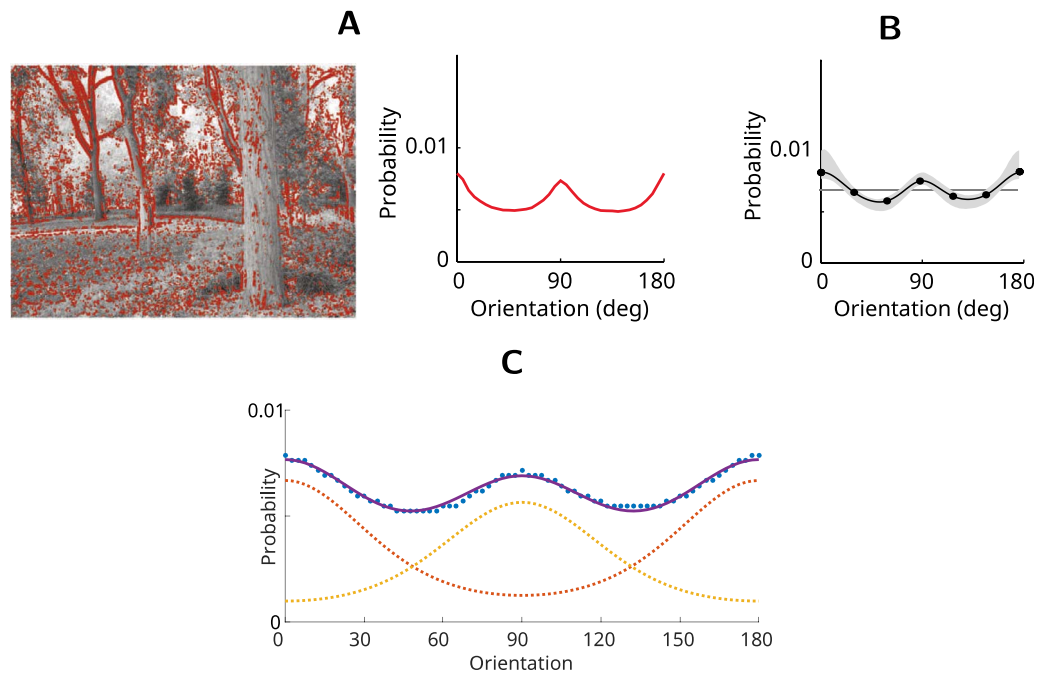 A
B
Probability
0.01
0
0 90 180
Orientation (deg)
Probability
0.01
0
0 90 180
Orientation (deg)
C
Probability
0.01
0
0 30 60 90 120 150 180
Orientation